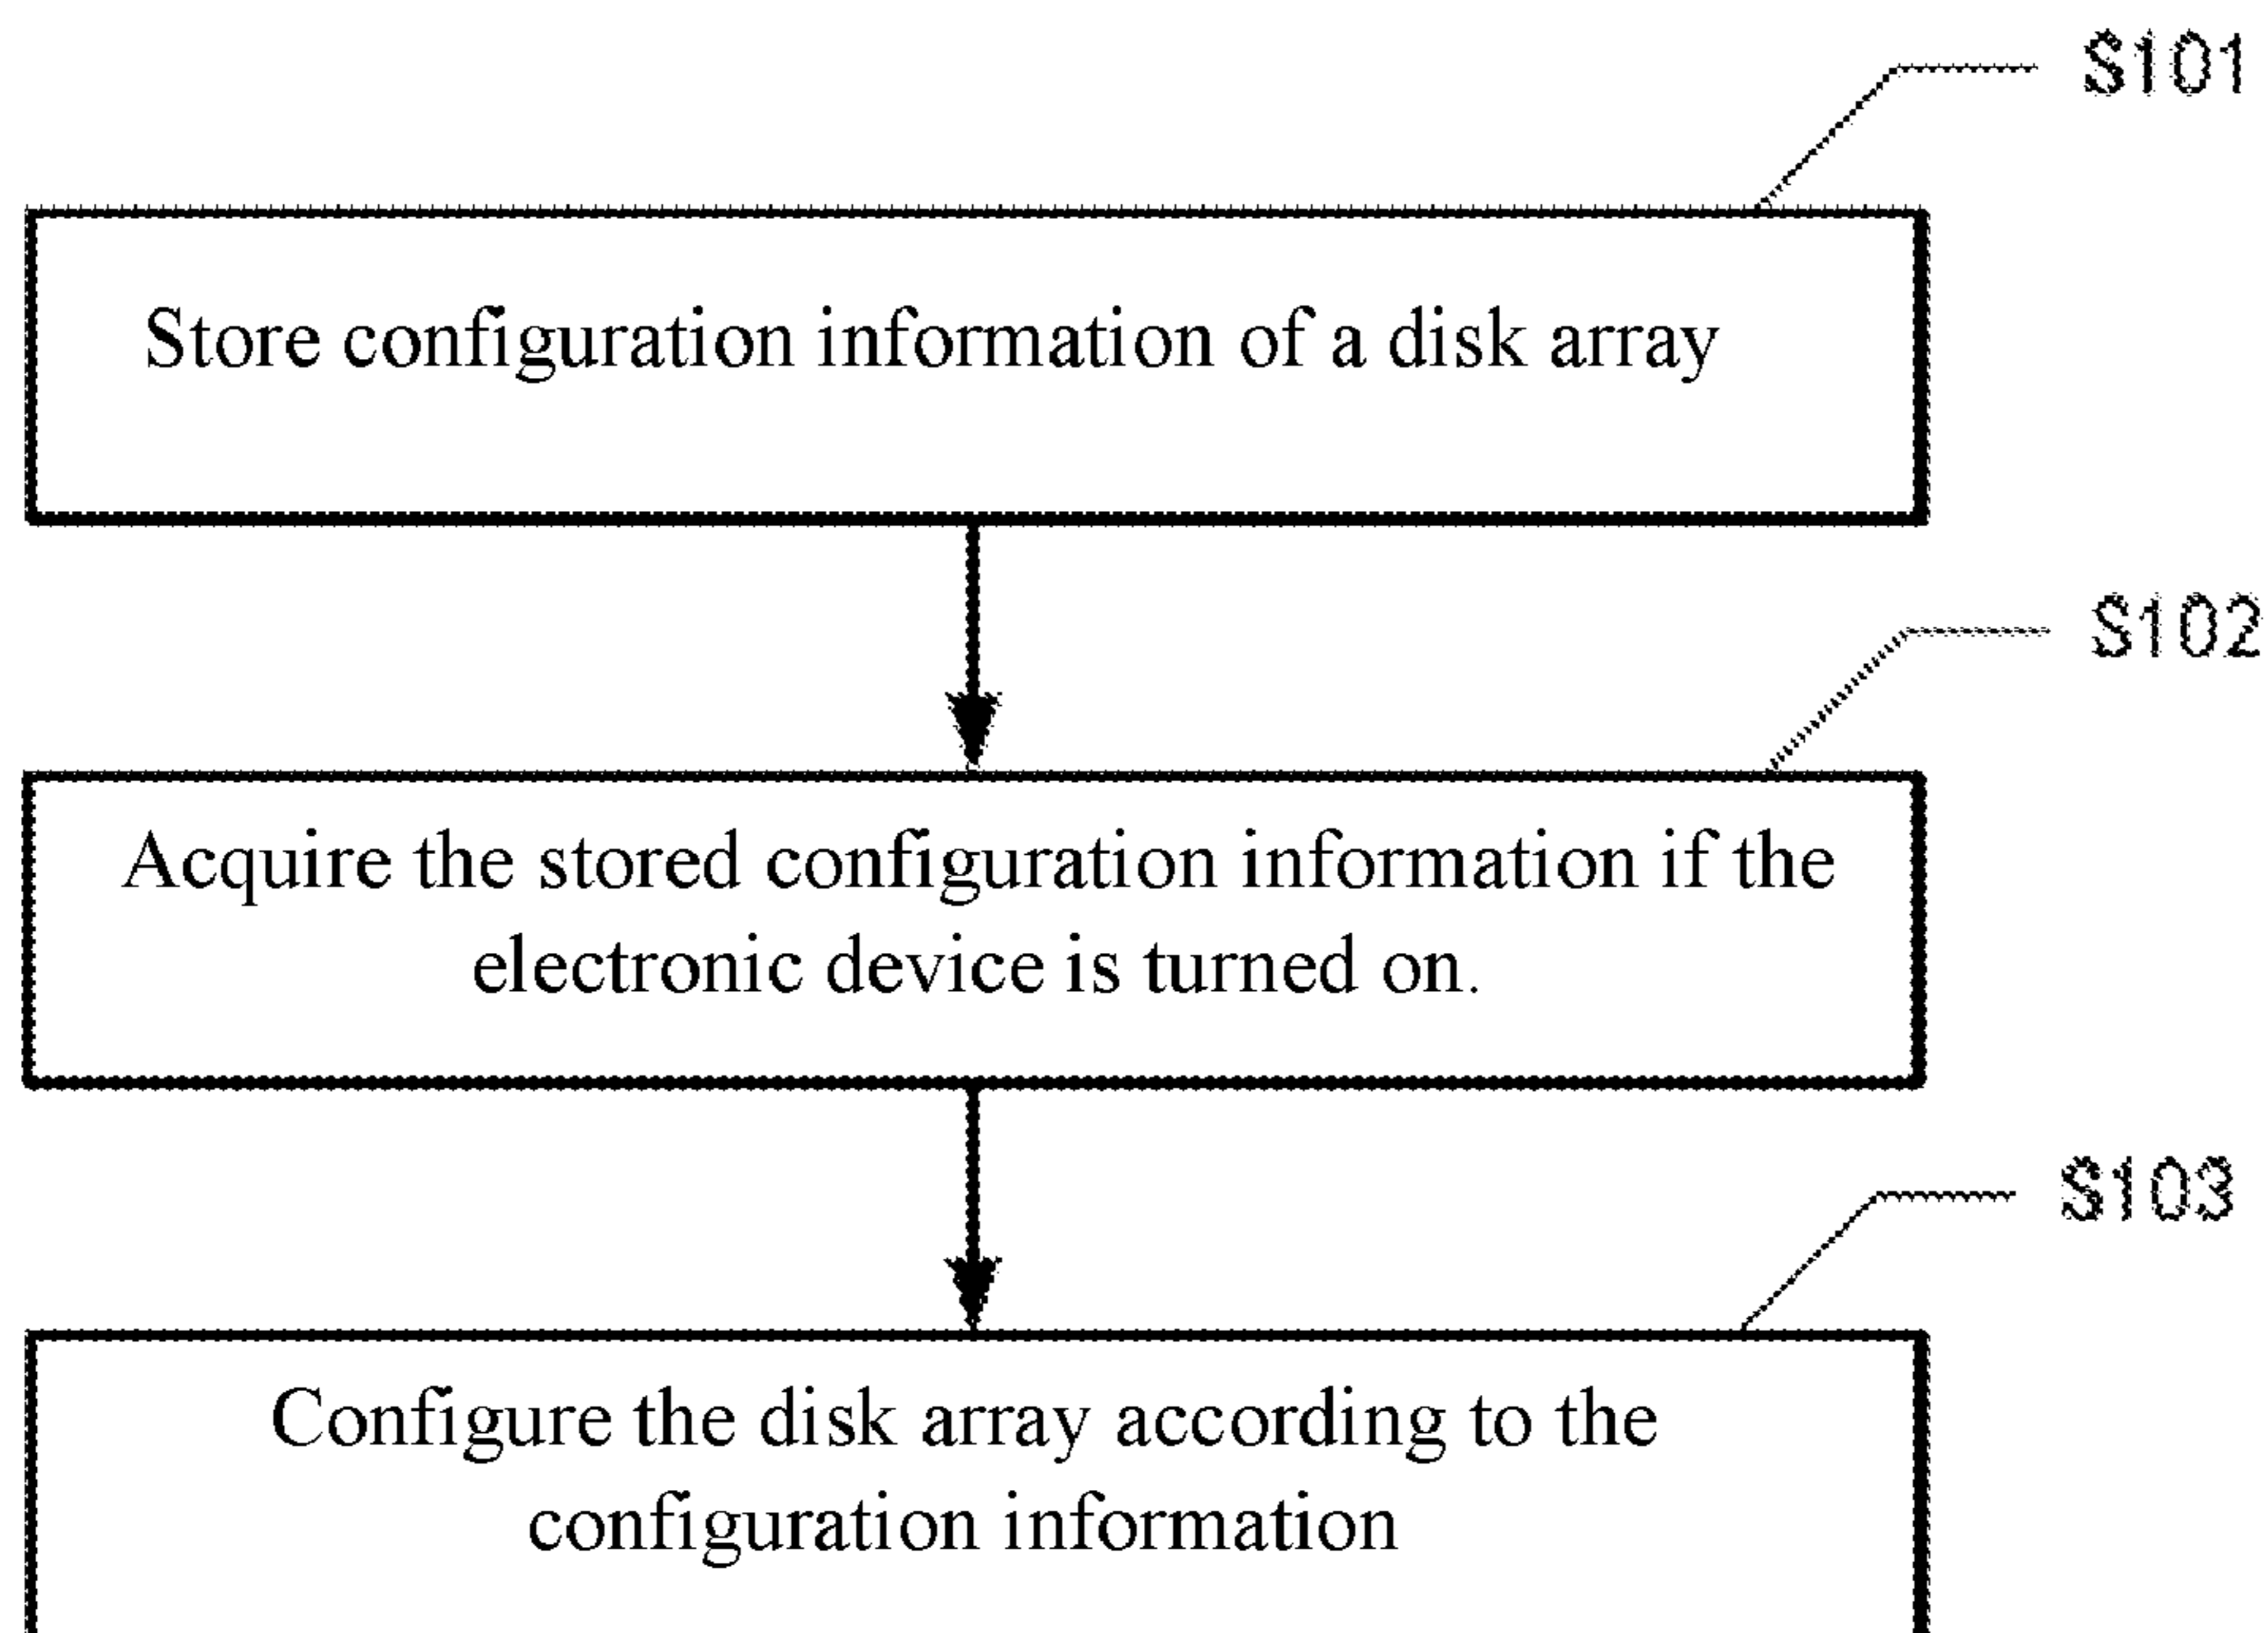 S101
Store configuration information of a disk array
S102
Acquire the stored configuration information if the
electronic device is turned on.
S103
Configure the disk array according to the
configuration information